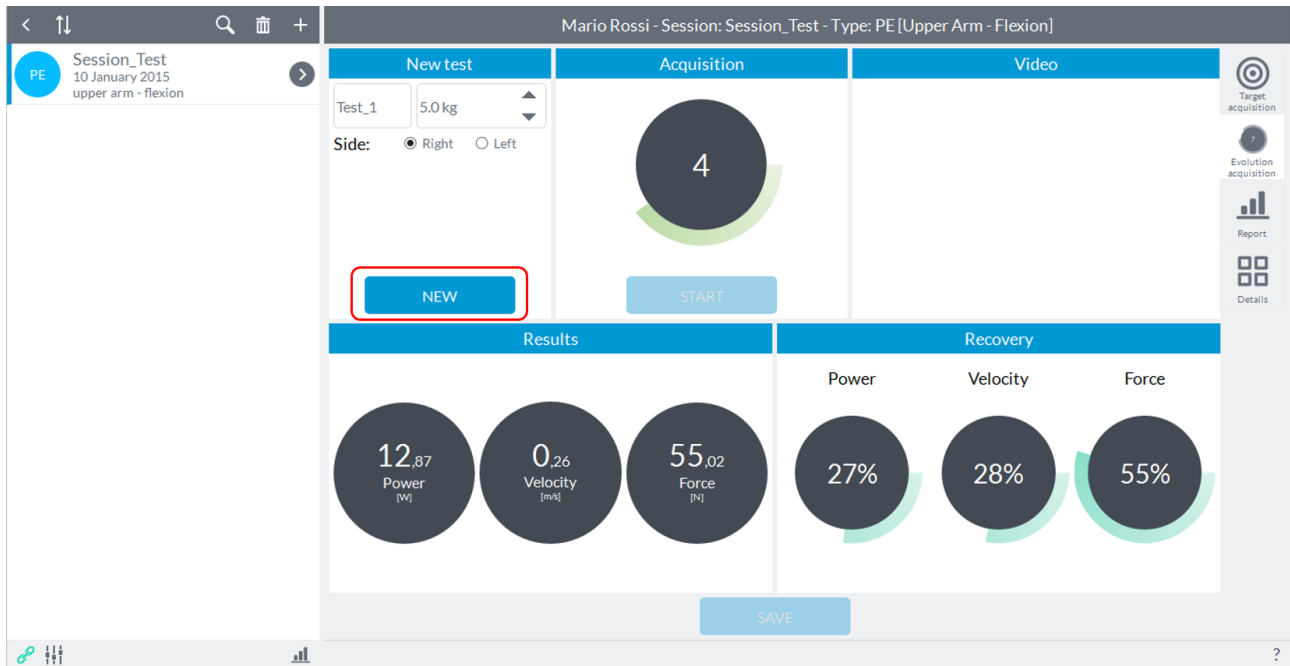 Mario Rossi - Session: Session_Test - Type: PE [Upper Arm - Flexion]
PE
Session_Test
10 January 2015
upper arm - flexion
New test
Test_1
5.0 kg
Side:
Right
Left
NEW
Acquisition
4
START
Video
Target
acquisition
7
Evolution
acquisition
Report
Details
Results
12,87
Power
[W]
0,26
Velocity
[m/s]
55,02
Force
[N]
Recovery
Power
Velocity
Force
27%
28%
55%
SAVE
?